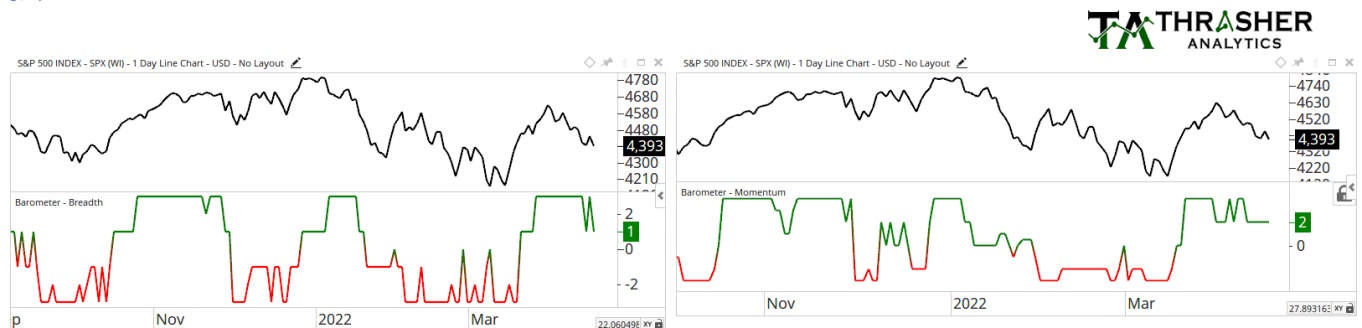 THRASHER
ANALYTICS
S&P 500 INDEX - SPX (WI) - 1 Day Line Chart - USD - No Layout
4780
4680
4580
4480
4,393
4300
4210
Barometer - Breadth
2
1
-0
-2
Nov
2022
Mar
22.060498 XY
S&P 500 INDEX - SPX (WI) - 1 Day Line Chart - USD - No Layout
4740
4630
4520
4,393
4320
4220
Barometer - Momentum
2
0
Nov
2022
Mar
27.893163 XY